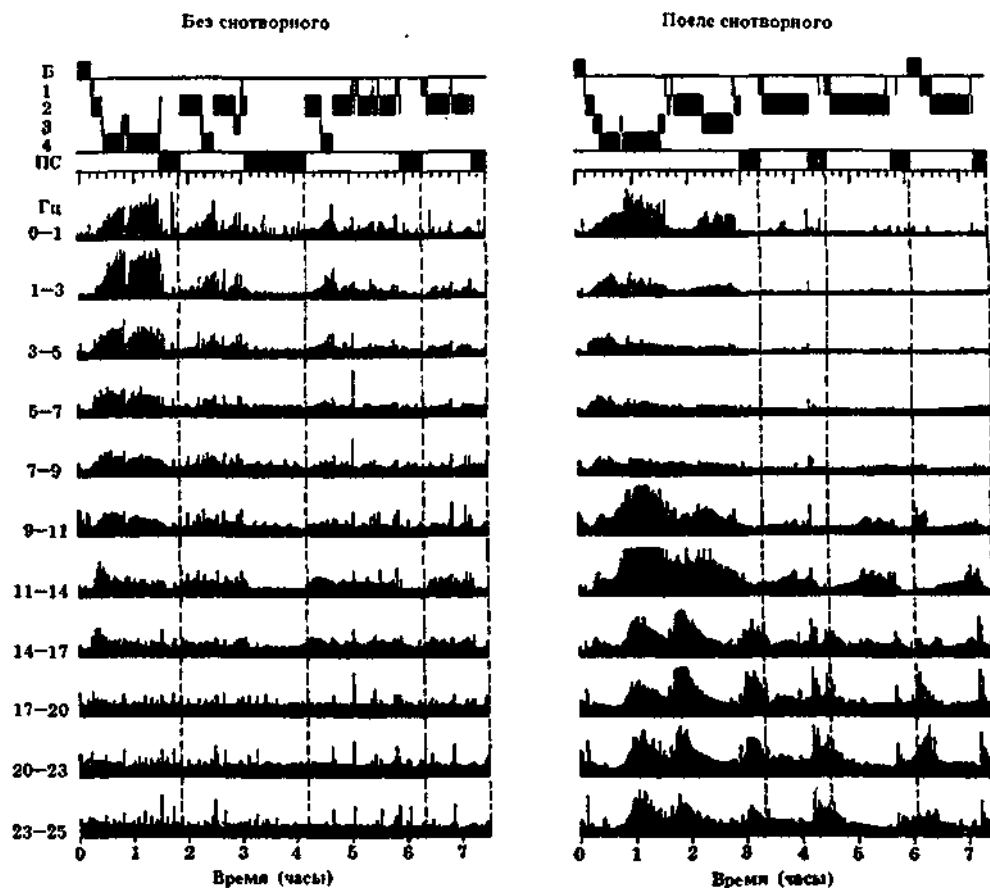 Без снотворного
После снотворного
Б
1
2
3
4
ПС
Гц
0—1
1—3
3—5
5—7
7—9
9—11
11—14
14—17
17—20
20—23
23—25
0 1 2 3 4 5 6 7
Время (часы)
0 1 2 3 4 5 6 7
Время (часы)